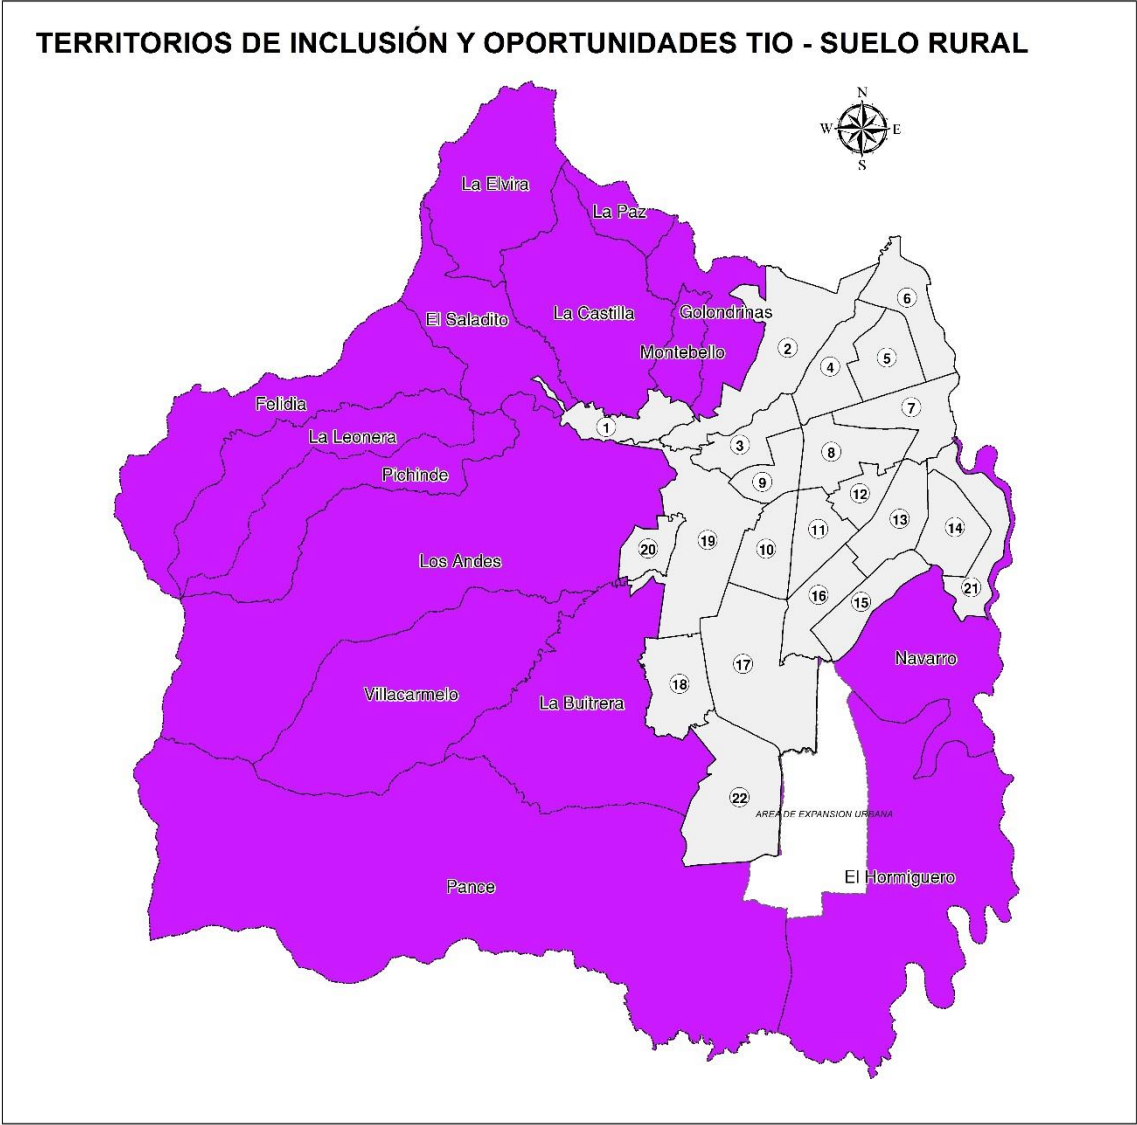 TERRITORIOS DE INCLUSIÓN Y OPORTUNIDADES TIO - SUELO RURAL
N
W E
S
La Elvira
La Paz
6
La Castilla
Golondrinas
El Saladito
2
Montebello
5
4
Felidia
7
1
La Leonera
3
8
Pichinde
9
12
13
14
11
19
10
20
Los Andes
21
16
15
Navarro
17
18
Villacarmelo
La Buitrera
22
AREA DE EXPANSION URBANA
El Hormiguero
Pance